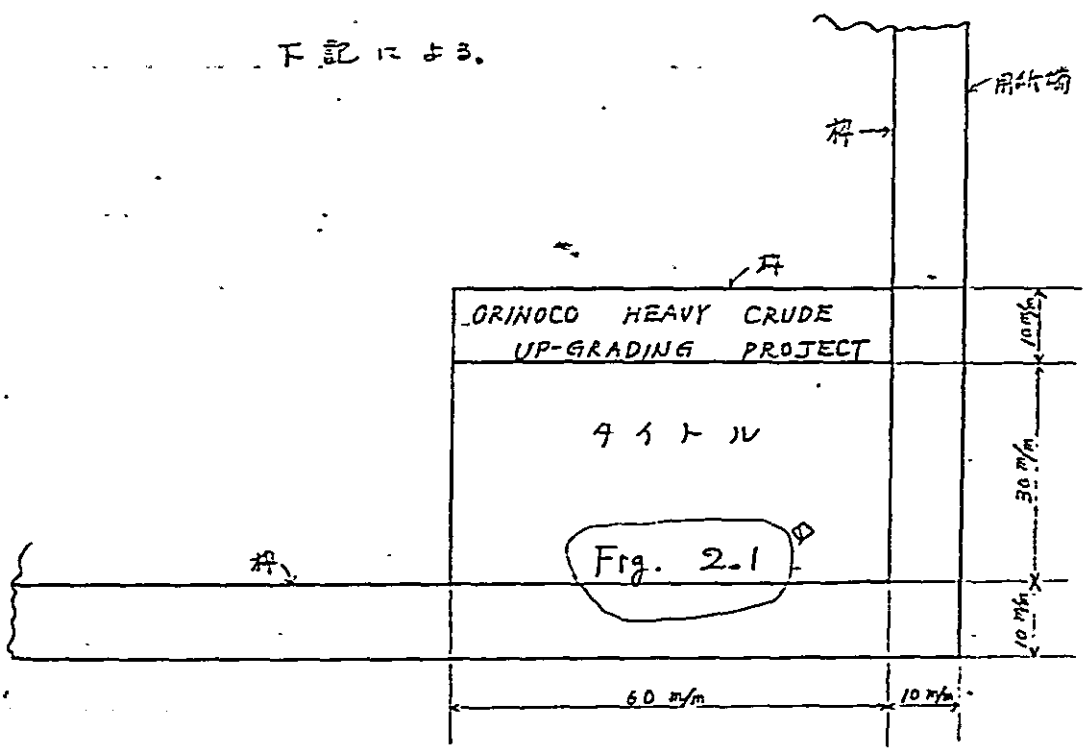 下記による.
用紙端
枠
枠
ORINOCO HEAVY CRUDE
UP-GRADING PROJECT
10 m/m
タイトル
30 m/m
Fig. 2.1
枠
10 m/m
60 m/m
10 m/m